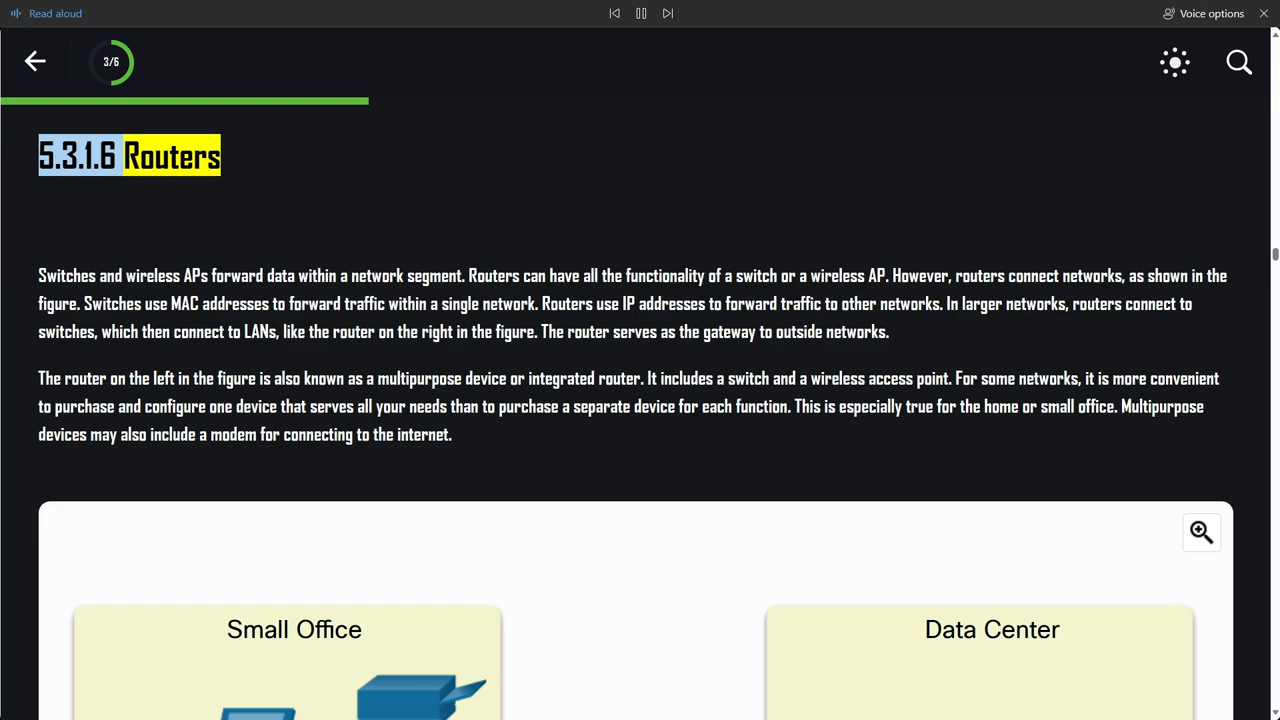 Read aloud
Voice options
3/6
5.3.1.6 Routers
Switches and wireless APs forward data within a network segment. Routers can have all the functionality of a switch or a wireless AP. However, routers connect networks, as shown in the
figure. Switches use MAC addresses to forward traffic within a single network. Routers use IP addresses to forward traffic to other networks. In larger networks, routers connect to
switches, which then connect to LANs, like the router on the right in the figure. The router serves as the gateway to outside networks.
The router on the left in the figure is also known as a multipurpose device or integrated router. It includes a switch and a wireless access point. For some networks, it is more convenient
to purchase and configure one device that serves all your needs than to purchase a separate device for each function. This is especially true for the home or small office. Multipurpose
devices may also include a modem for connecting to the internet.
Small Office
Data Center